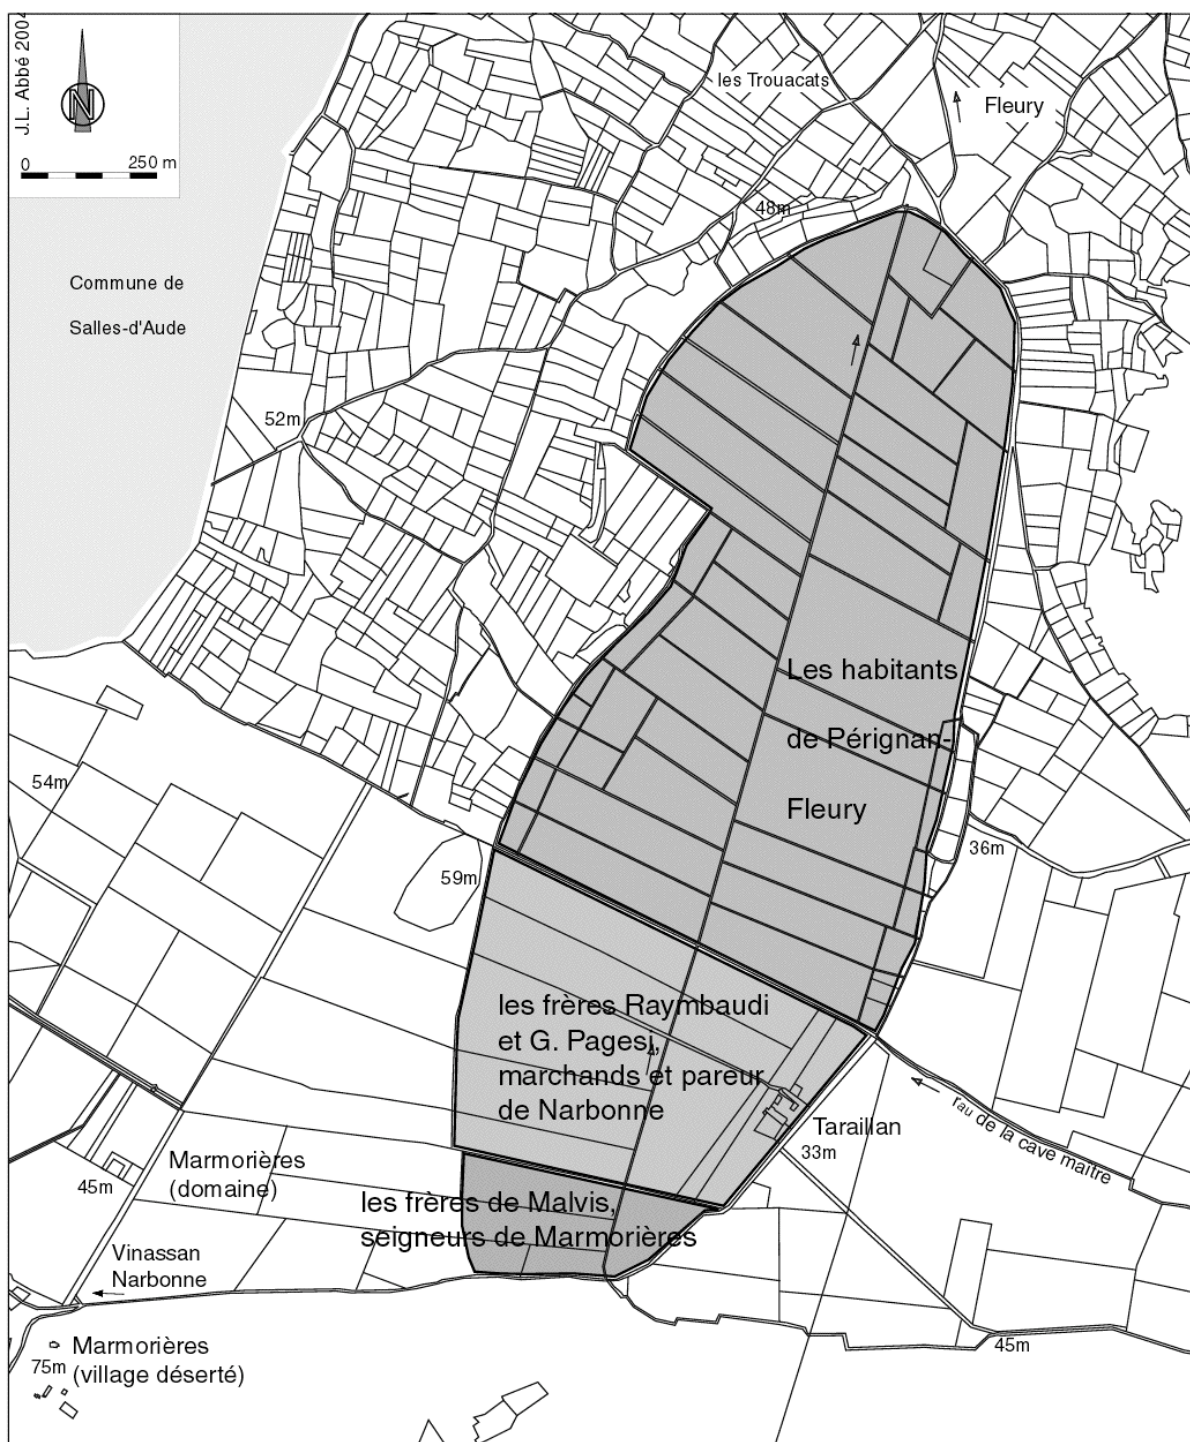 J.L. Abbé 2004
N
0 250 m
les Trouacats
Fleury
48m
Commune de
Salles-d'Aude
52m
Les habitants
de Pérignan-
Fleury
54m
59m
36m
les frères Raymbaudi
et G. Pagesi,
marchands et pareur
de Narbonne
Taraillan
33m
rau de la cave maitre
Marmorières
(domaine)
45m
les frères de Malvis,
seigneurs de Marmorières
Vinassan
Narbonne
Marmorières
(village déserté)
75m
45m